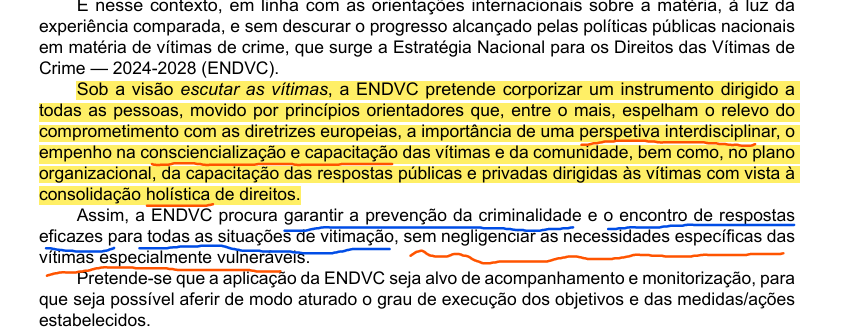 E nesse contexto, em linha com as orientações internacionais sobre a matéria, à luz da
experiência comparada, e sem descurar o progresso alcançado pelas políticas públicas nacionais
em matéria de vítimas de crime, que surge a Estratégia Nacional para os Direitos das Vítimas de
Crime — 2024-2028 (ENDVC).
Sob a visão escutar as vítimas, a ENDVC pretende corporizar um instrumento dirigido a
todas as pessoas, movido por princípios orientadores que, entre o mais, espelham o relevo do
comprometimento com as diretrizes europeias, a importância de uma perspetiva interdisciplinar, o
empenho na consciencialização e capacitação das vítimas e da comunidade, bem como, no plano
organizacional, da capacitação das respostas públicas e privadas dirigidas às vítimas com vista à
consolidação holística de direitos.
Assim, a ENDVC procura garantir a prevenção da criminalidade e o encontro de respostas
eficazes para todas as situações de vitimação, sem negligenciar as necessidades específicas das
vítimas especialmente vulneráveis.
Pretende-se que a aplicação da ENDVC seja alvo de acompanhamento e monitorização, para
que seja possível aferir de modo aturado o grau de execução dos objetivos e das medidas/ações
estabelecidos.